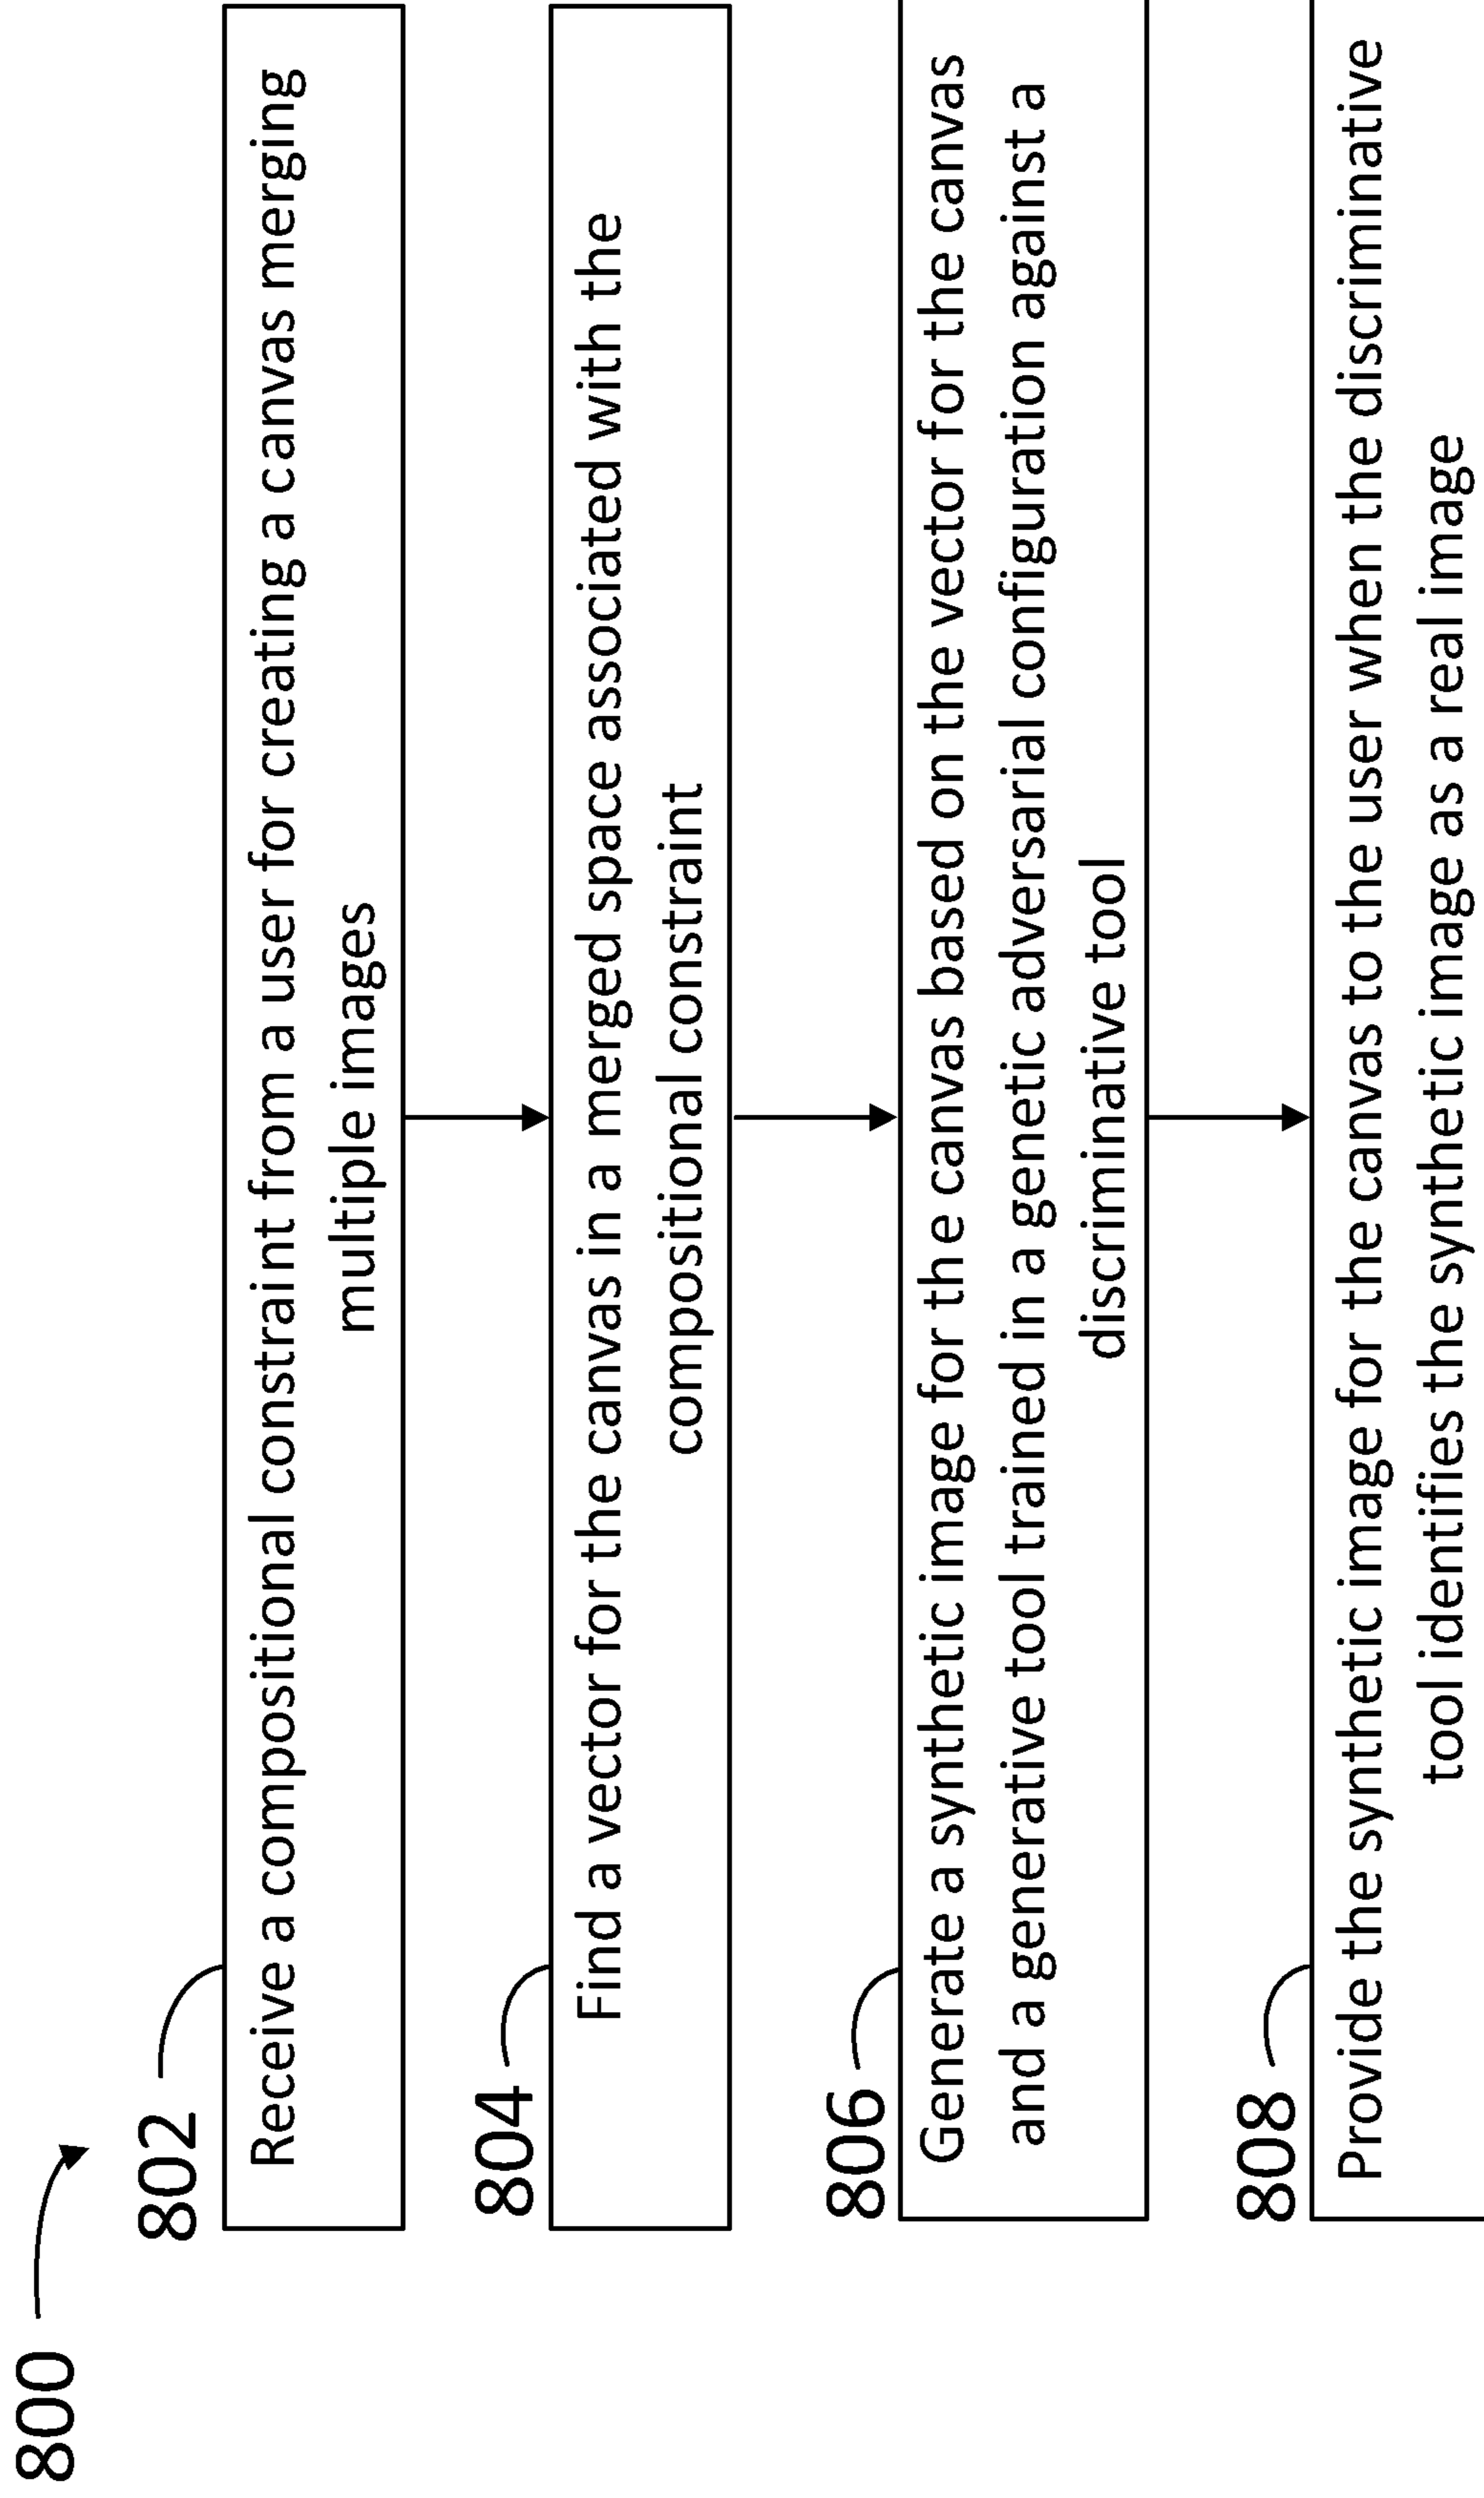 800
802
Receive a compositional constraint from a user for creating a canvas merging
multiple images
804
Find a vector for the canvas in a merged space associated with the
compositional constraint
806
Generate a synthetic image for the canvas based on the vector for the canvas
and a generative tool trained in a genetic adversarial configuration against a
discriminative tool
808
Provide the synthetic image for the canvas to the user when the discriminative
tool identifies the synthetic image as a real image